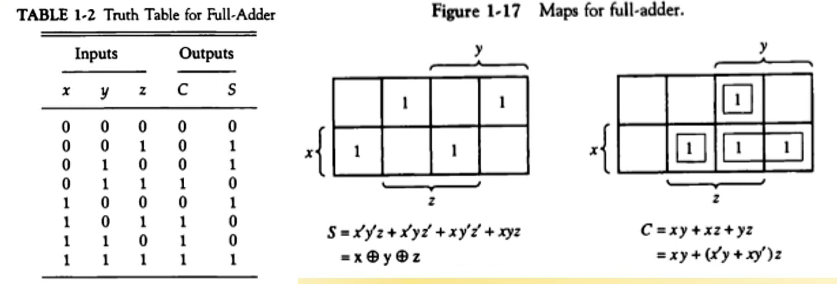 TABLE 1-2 Truth Table for Full-Adder
Inputs Outputs
x y z C S
0 0 0 0 0
0 0 1 0 1
0 1 0 0 1
0 1 1 1 0
1 0 0 0 1
1 0 1 1 0
1 1 0 1 0
1 1 1 1 1
Figure 1-17 Maps for full-adder.
y
1 1
x
1 1
z
S = x'y'z + x'yz' + xy'z' + xyz
= x ⊕ y ⊕ z
y
1
x
1 1 1
z
C = xy + xz + yz
= xy + (x'y + xy')z